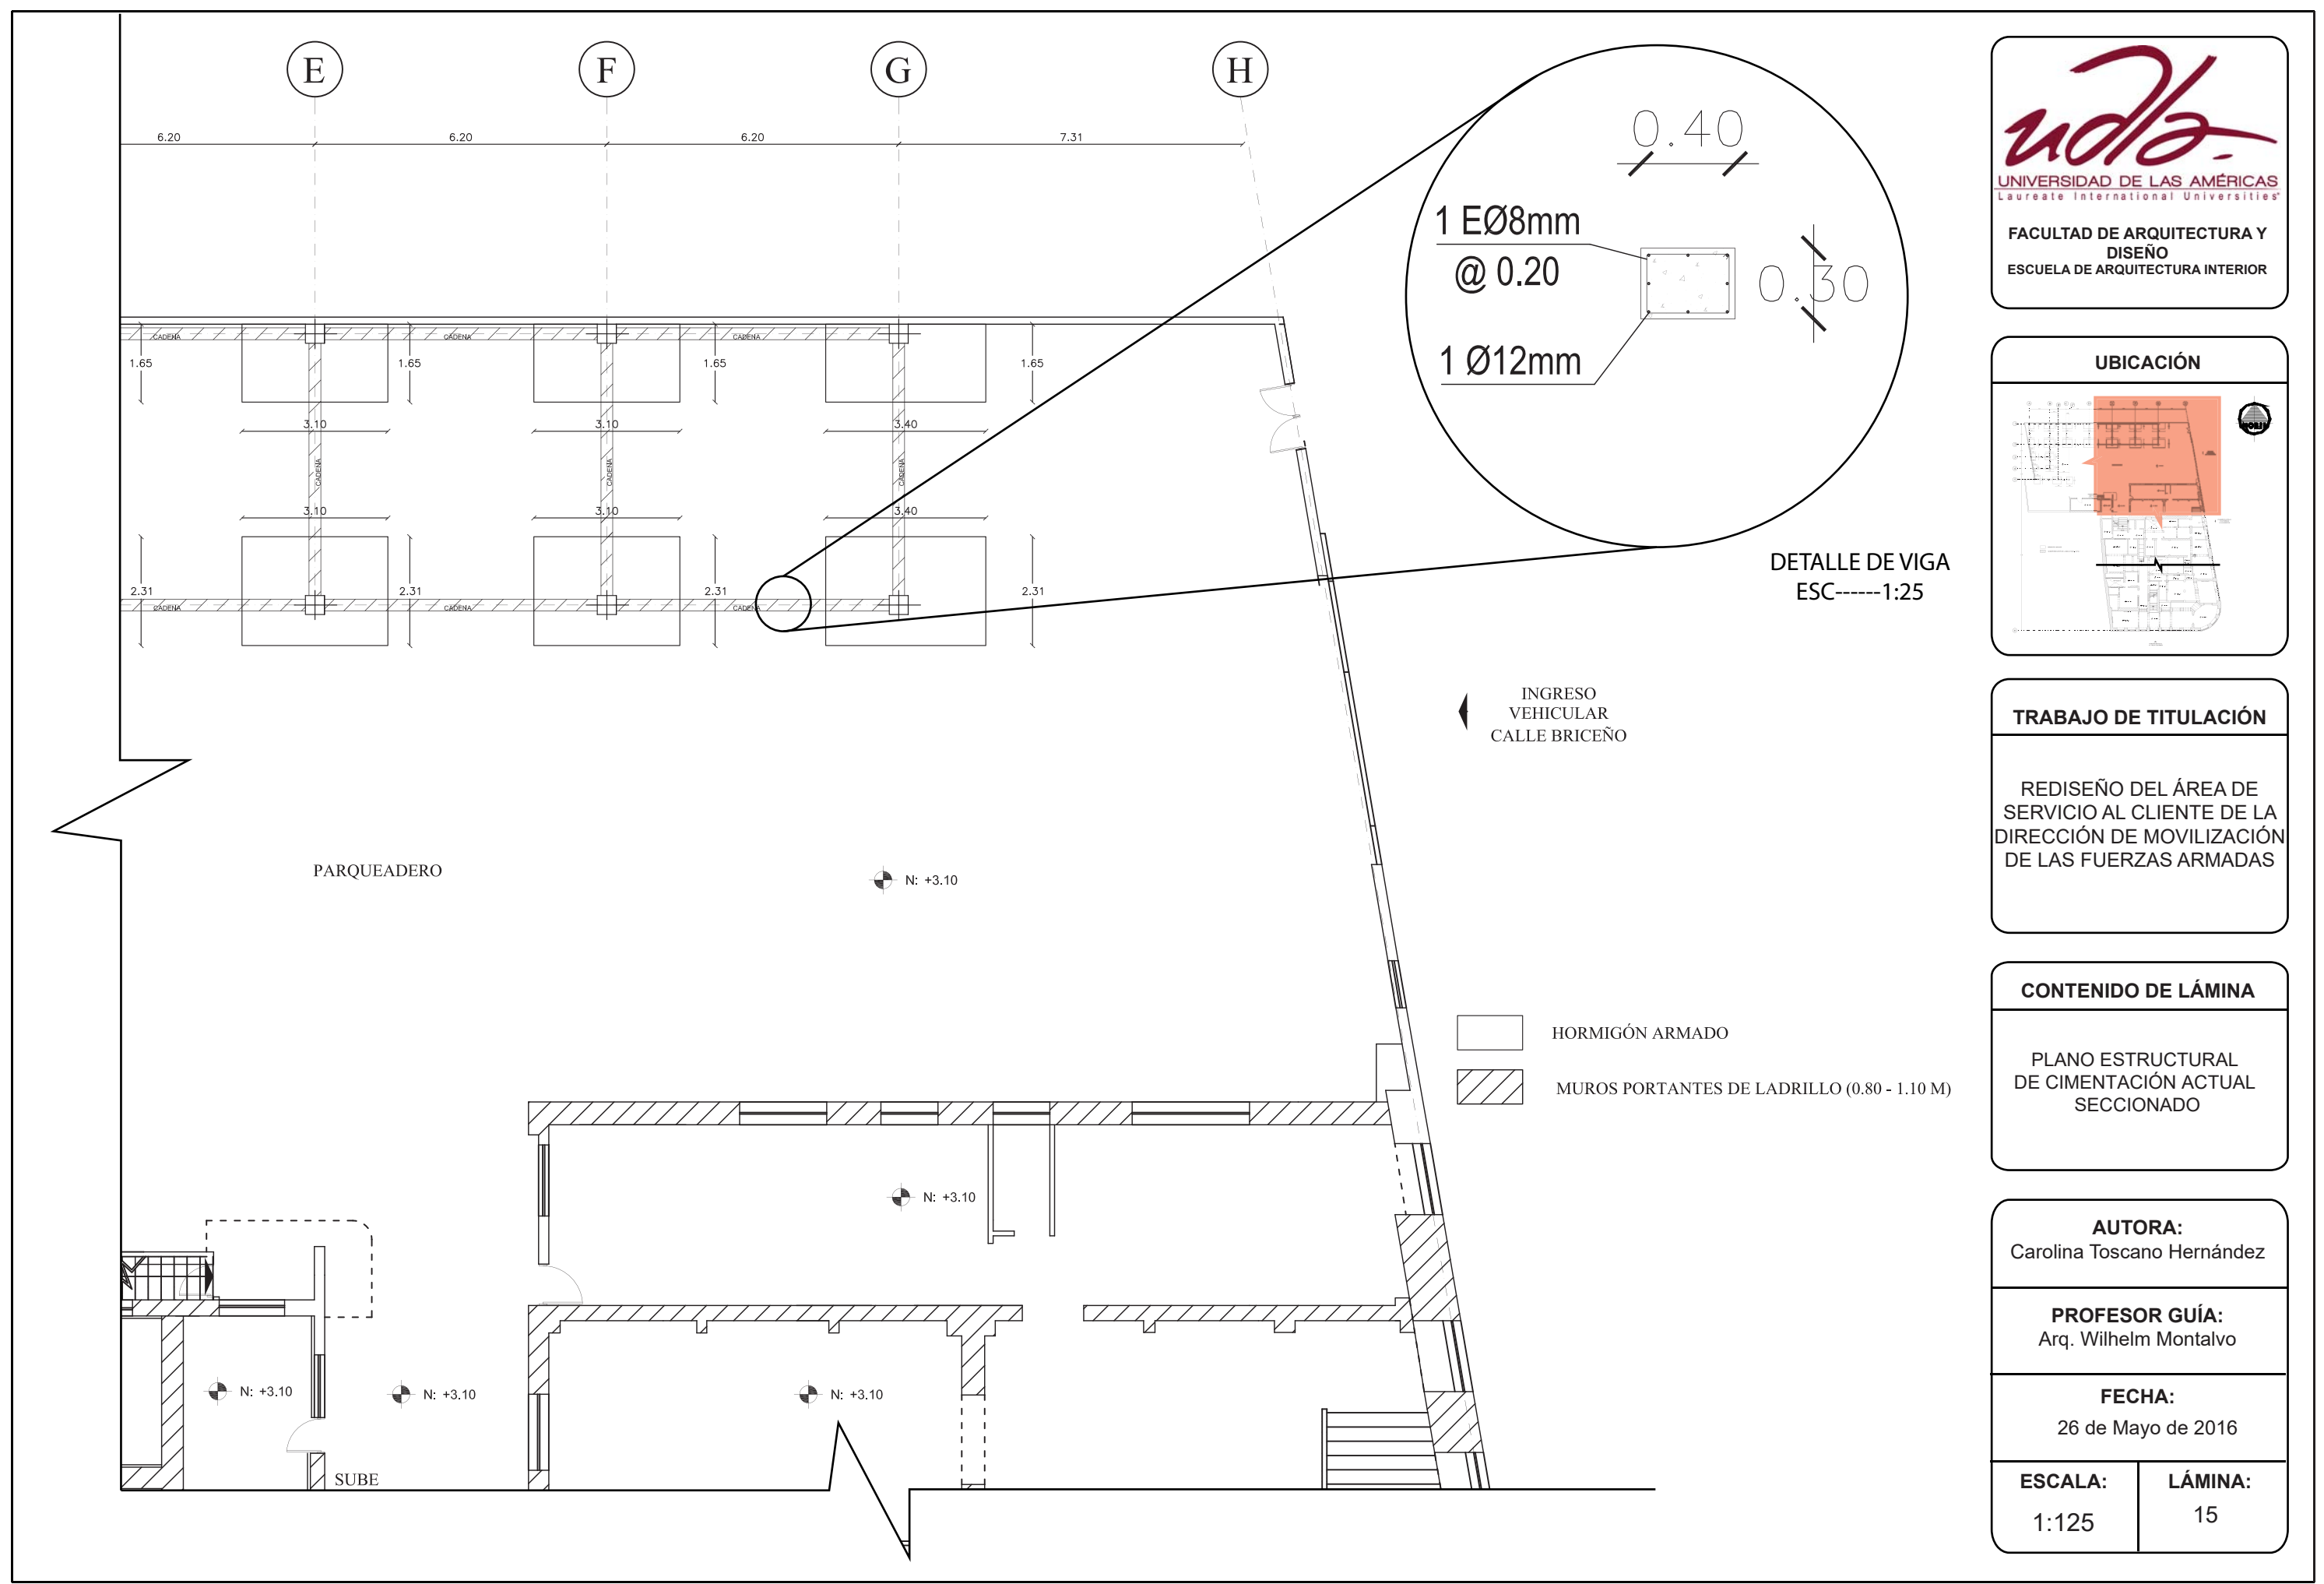 E
F
G
H
6.20
6.20
6.20
7.31
CADENA
CADENA
CADENA
1.65
1.65
1.65
1.65
3.10
3.10
3.40
CADENA
CADENA
CADENA
3.10
3.10
3.40
2.31
2.31
2.31
2.31
CADENA
CADENA
CADENA
0.40
1 EØ8mm
@ 0.20
0.30
1 Ø12mm
DETALLE DE VIGA
ESC------1:25
INGRESO
VEHICULAR
CALLE BRICEÑO
PARQUEADERO
N: +3.10
HORMIGÓN ARMADO
MUROS PORTANTES DE LADRILLO (0.80 - 1.10 M)
N: +3.10
N: +3.10
N: +3.10
N: +3.10
SUBE
udla
UNIVERSIDAD DE LAS AMÉRICAS
Laureate International Universities
FACULTAD DE ARQUITECTURA Y
DISEÑO
ESCUELA DE ARQUITECTURA INTERIOR
UBICACIÓN
TRABAJO DE TITULACIÓN
REDISEÑO DEL ÁREA DE
SERVICIO AL CLIENTE DE LA
DIRECCIÓN DE MOVILIZACIÓN
DE LAS FUERZAS ARMADAS
CONTENIDO DE LÁMINA
PLANO ESTRUCTURAL
DE CIMENTACIÓN ACTUAL
SECCIONADO
AUTORA:
Carolina Toscano Hernández
PROFESOR GUÍA:
Arq. Wilhelm Montalvo
FECHA:
26 de Mayo de 2016
ESCALA:
1:125
LÁMINA:
15